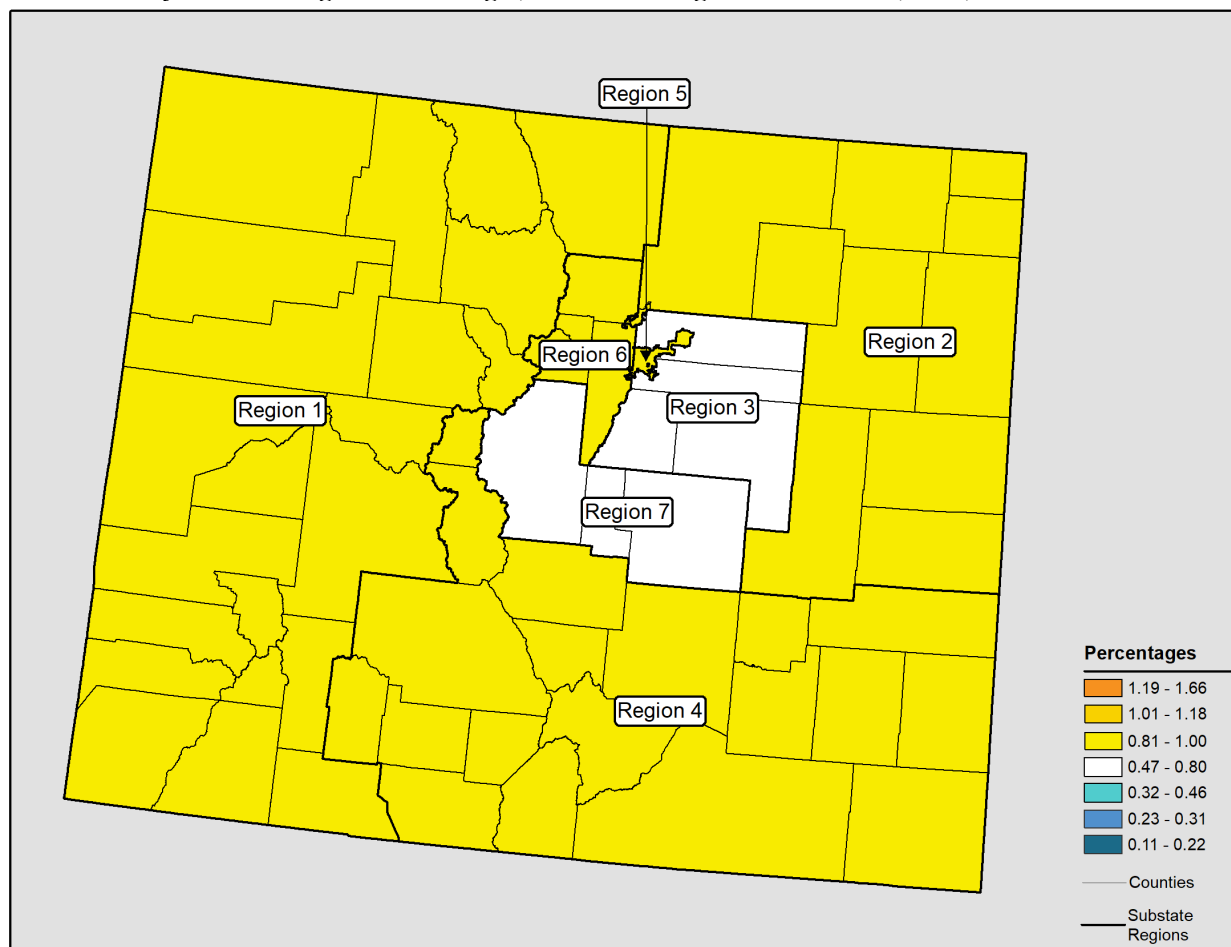 Region 5
Region 2
Region 6
Region 3
Region 1
Region 7
Region 4
Percentages
1.19 - 1.66
1.01 - 1.18
0.81 - 1.00
0.47 - 0.80
0.32 - 0.46
0.23 - 0.31
0.11 - 0.22
Counties
Substate
Regions